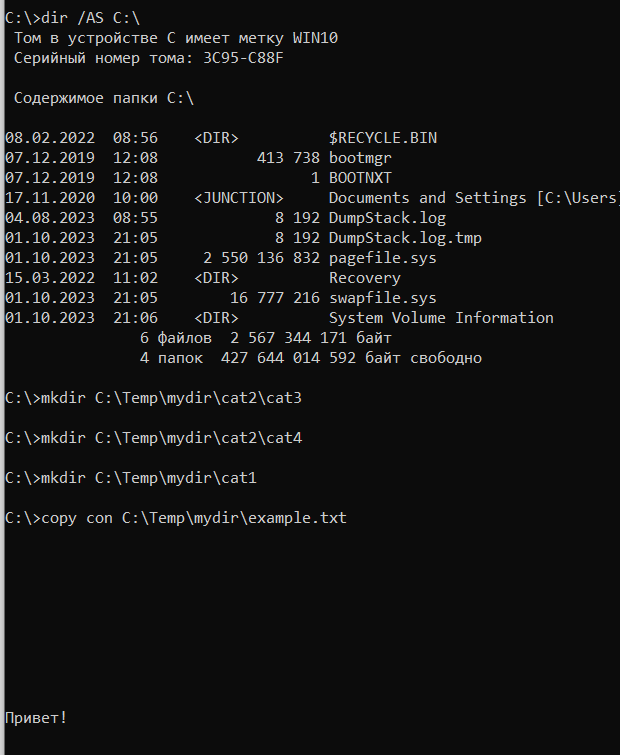 C:\>dir /AS C:\
Том в устройстве C имеет метку WIN10
Серийный номер тома: 3C95-C88F
Содержимое папки C:\
08.02.2022  08:56    <DIR>          $RECYCLE.BIN
07.12.2019  12:08           413 738 bootmgr
07.12.2019  12:08                 1 BOOTNXT
17.11.2020  10:00    <JUNCTION>     Documents and Settings [C:\Users]
04.08.2023  08:55             8 192 DumpStack.log
01.10.2023  21:05             8 192 DumpStack.log.tmp
01.10.2023  21:05     2 550 136 832 pagefile.sys
15.03.2022  11:02    <DIR>          Recovery
01.10.2023  21:05        16 777 216 swapfile.sys
01.10.2023  21:06    <DIR>          System Volume Information
6 файлов  2 567 344 171 байт
4 папок  427 644 014 592 байт свободно
C:\>mkdir C:\Temp\mydir\cat2\cat3
C:\>mkdir C:\Temp\mydir\cat2\cat4
C:\>mkdir C:\Temp\mydir\cat1
C:\>copy con C:\Temp\mydir\example.txt
Привет!